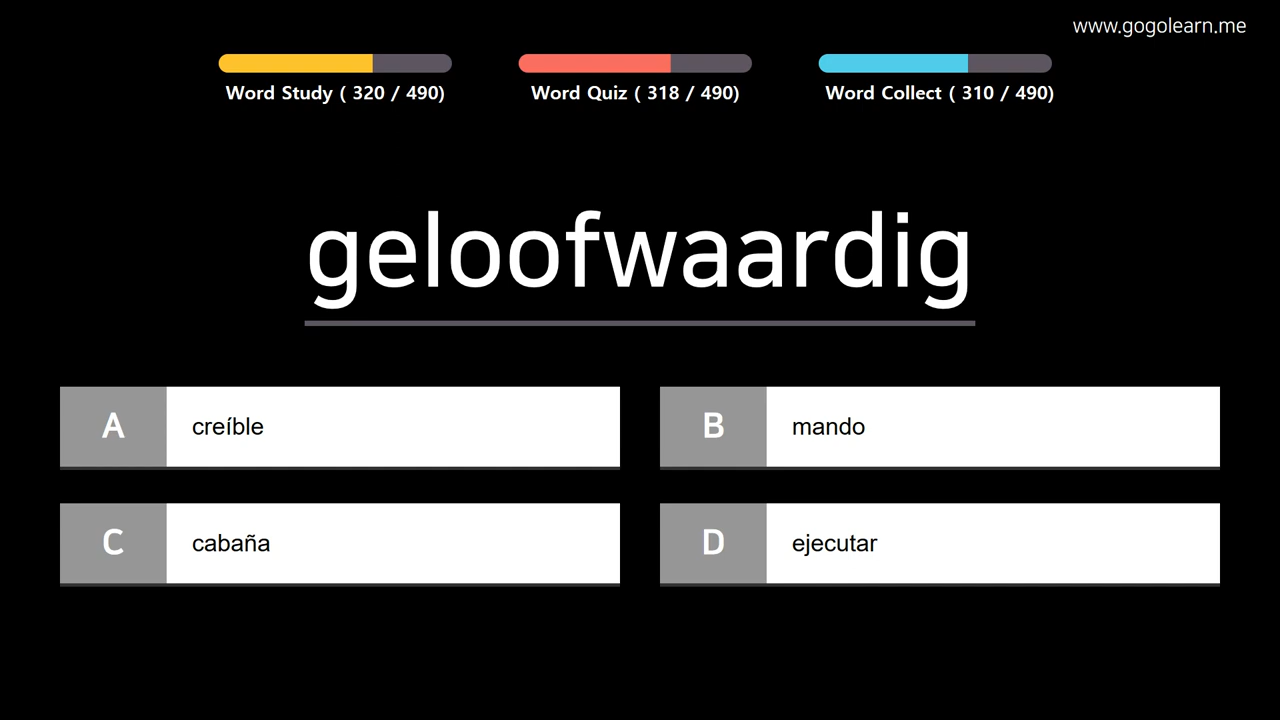 www.gogolearn.me
Word Study ( 320 / 490)
Word Quiz ( 318 / 490)
Word Collect ( 310 / 490)
geloofwaardig
A creíble
B mando
C cabaña
D ejecutar